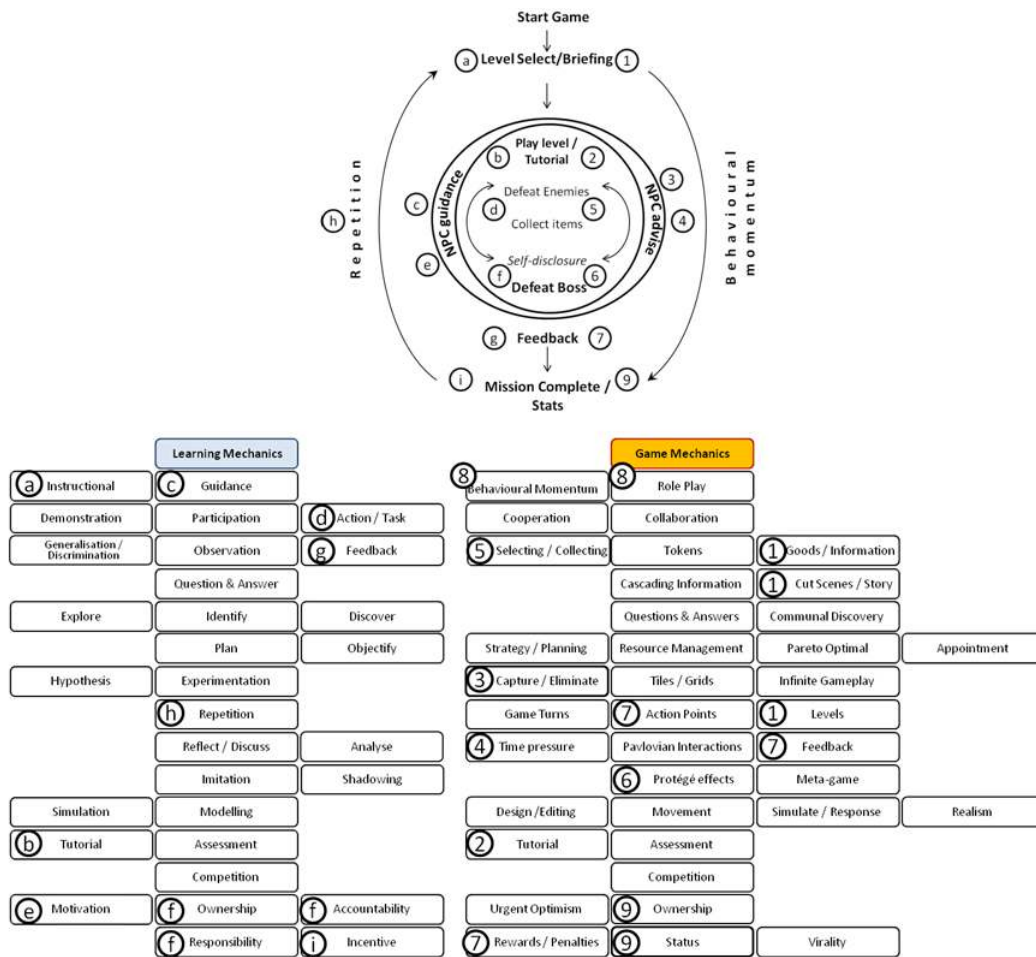 Start Game
a Level Select/Briefing 1
Play level /
b Tutorial 2
NPC guidance
NPC advise
3
Defeat Enemies
c d 5 4
Collect items
h
Repetition
Behavioural
momentum
e
Self-disclosure
f 6
Defeat Boss
g Feedback 7
i Mission Complete / 9
Stats
Learning Mechanics Game Mechanics
a Instructional c Guidance 8 Behavioural Momentum 8 Role Play
Demonstration Participation d Action / Task Cooperation Collaboration
Generalisation /
Discrimination Observation g Feedback 5 Selecting / Collecting Tokens 1 Goods / Information
Question & Answer Cascading Information 1 Cut Scenes / Story
Explore Identify Discover Questions & Answers Communal Discovery
Plan Objectify Strategy / Planning Resource Management Pareto Optimal Appointment
Hypothesis Experimentation 3 Capture / Eliminate Tiles / Grids Infinite Gameplay
h Repetition Game Turns 7 Action Points 1 Levels
Reflect / Discuss Analyse 4 Time pressure Pavlovian Interactions 7 Feedback
Imitation Shadowing 6 Protégé effects Meta-game
Simulation Modelling Design /Editing Movement Simulate / Response Realism
b Tutorial Assessment 2 Tutorial Assessment
Competition Competition
e Motivation f Ownership f Accountability Urgent Optimism 9 Ownership
f Responsibility i Incentive 7 Rewards / Penalties 9 Status Virality